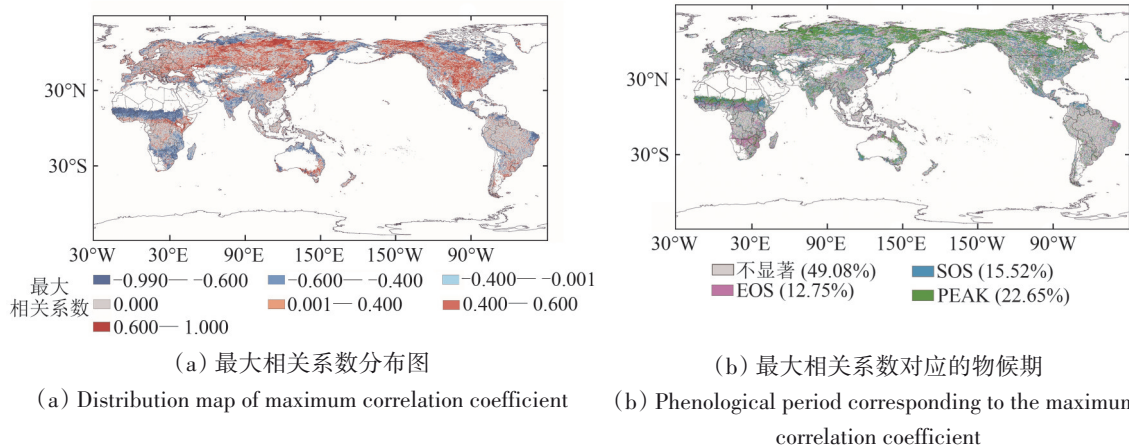 30°N
30°S
30°W 30°E 90°E 150°E 150°W 90°W
最大
相关系数
−0.990— −0.600
−0.600— −0.400
−0.400— −0.001
0.000
0.001— 0.400
0.400— 0.600
0.600— 1.000
(a) 最大相关系数分布图
(a) Distribution map of maximum correlation coefficient
30°N
30°S
30°W 30°E 90°E 150°E 150°W 90°W
不显著 (49.08%)
SOS (15.52%)
EOS (12.75%)
PEAK (22.65%)
(b) 最大相关系数对应的物候期
(b) Phenological period corresponding to the maximum
correlation coefficient